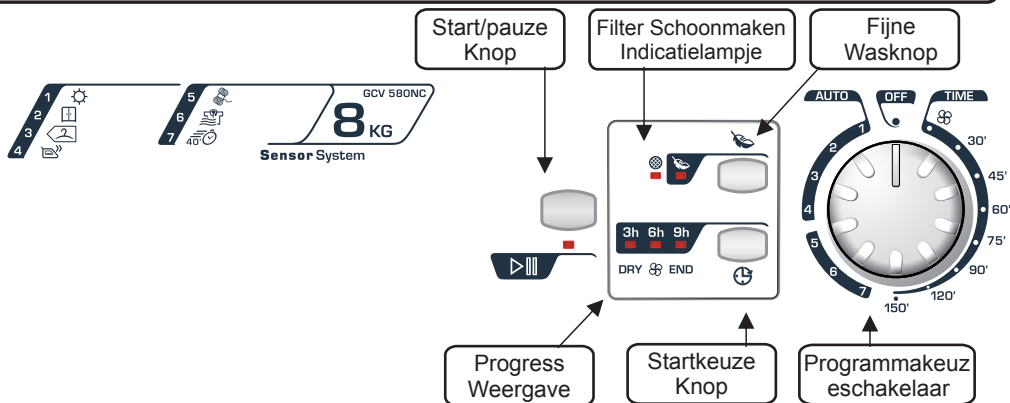 Start/pauze
Knop
Filter Schoonmaken
Indicatielampje
Fijne
Wasknop
1
2
3
4
5
6
7
40'
GCV 580NC
8 KG
Sensor System
3h 6h 9h
DRY END
AUTO OFF TIME
1
2
3
4
5
6
7
30'
45'
60'
75'
90'
120'
150'
Progress
Weergave
Startkeuze
Knop
Programmakeuz
eschakelaar